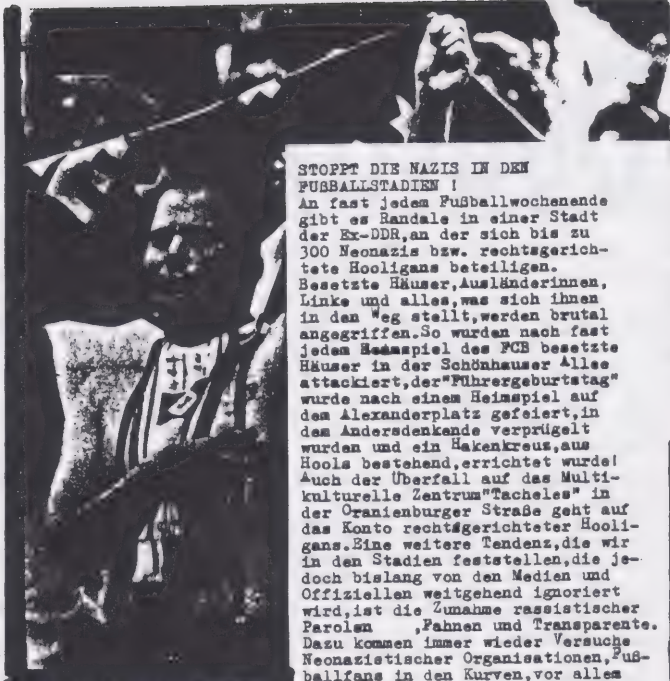 STOPPT DIE NAZIS IN DEN
FUßBALLSTADIEN !
An fast jedem Fußballwochenende
gibt es Randale in einer Stadt
der Ex-DDR,an der sich bis zu
300 Neonazis bzw. rechtsgerich-
tete Hooligans beteiligen.
Besetzte Häuser,Ausländerinnen,
Linke und alles,was sich ihnen
in den Weg stellt,werden brutal
angegriffen.So wurden nach fast
jedem Heimspiel des FCB besetzte
Häuser in der Schönhauser Allee
attackiert,der"Führergeburtstag"
wurde nach einem Heimspiel auf
dem Alexanderplatz gefeiert,in
dem Andersdenkende verprügelt
wurden und ein Hakenkreuz,aus
Hools bestehend,errichtet wurde!
Auch der Überfall auf das Multi-
kulturelle Zentrum"Tacheles" in
der Oranienburger Straße geht auf
das Konto rechtsgerichteter Hooli-
gans.Eine weitere Tendenz,die wir
in den Stadien feststellen,die je-
doch bislang von den Medien und
Offiziellen weitgehend ignoriert
wird,ist die Zunahme rassistischer
Parolen ,Fahnen und Transparente.
Dazu kommen immer wieder Versuche
Neonazistischer Organisationen,Fuß-
ballfans in den Kurven,vor allem